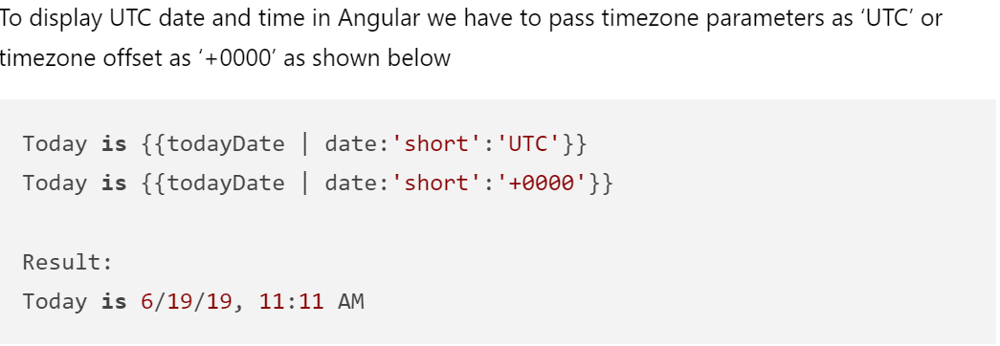 To display UTC date and time in Angular we have to pass timezone parameters as ‘UTC’ or
timezone offset as ‘+0000’ as shown below
Today is {{todayDate | date:'short':'UTC'}}
Today is {{todayDate | date:'short':'+0000'}}
Result:
Today is 6/19/19, 11:11 AM